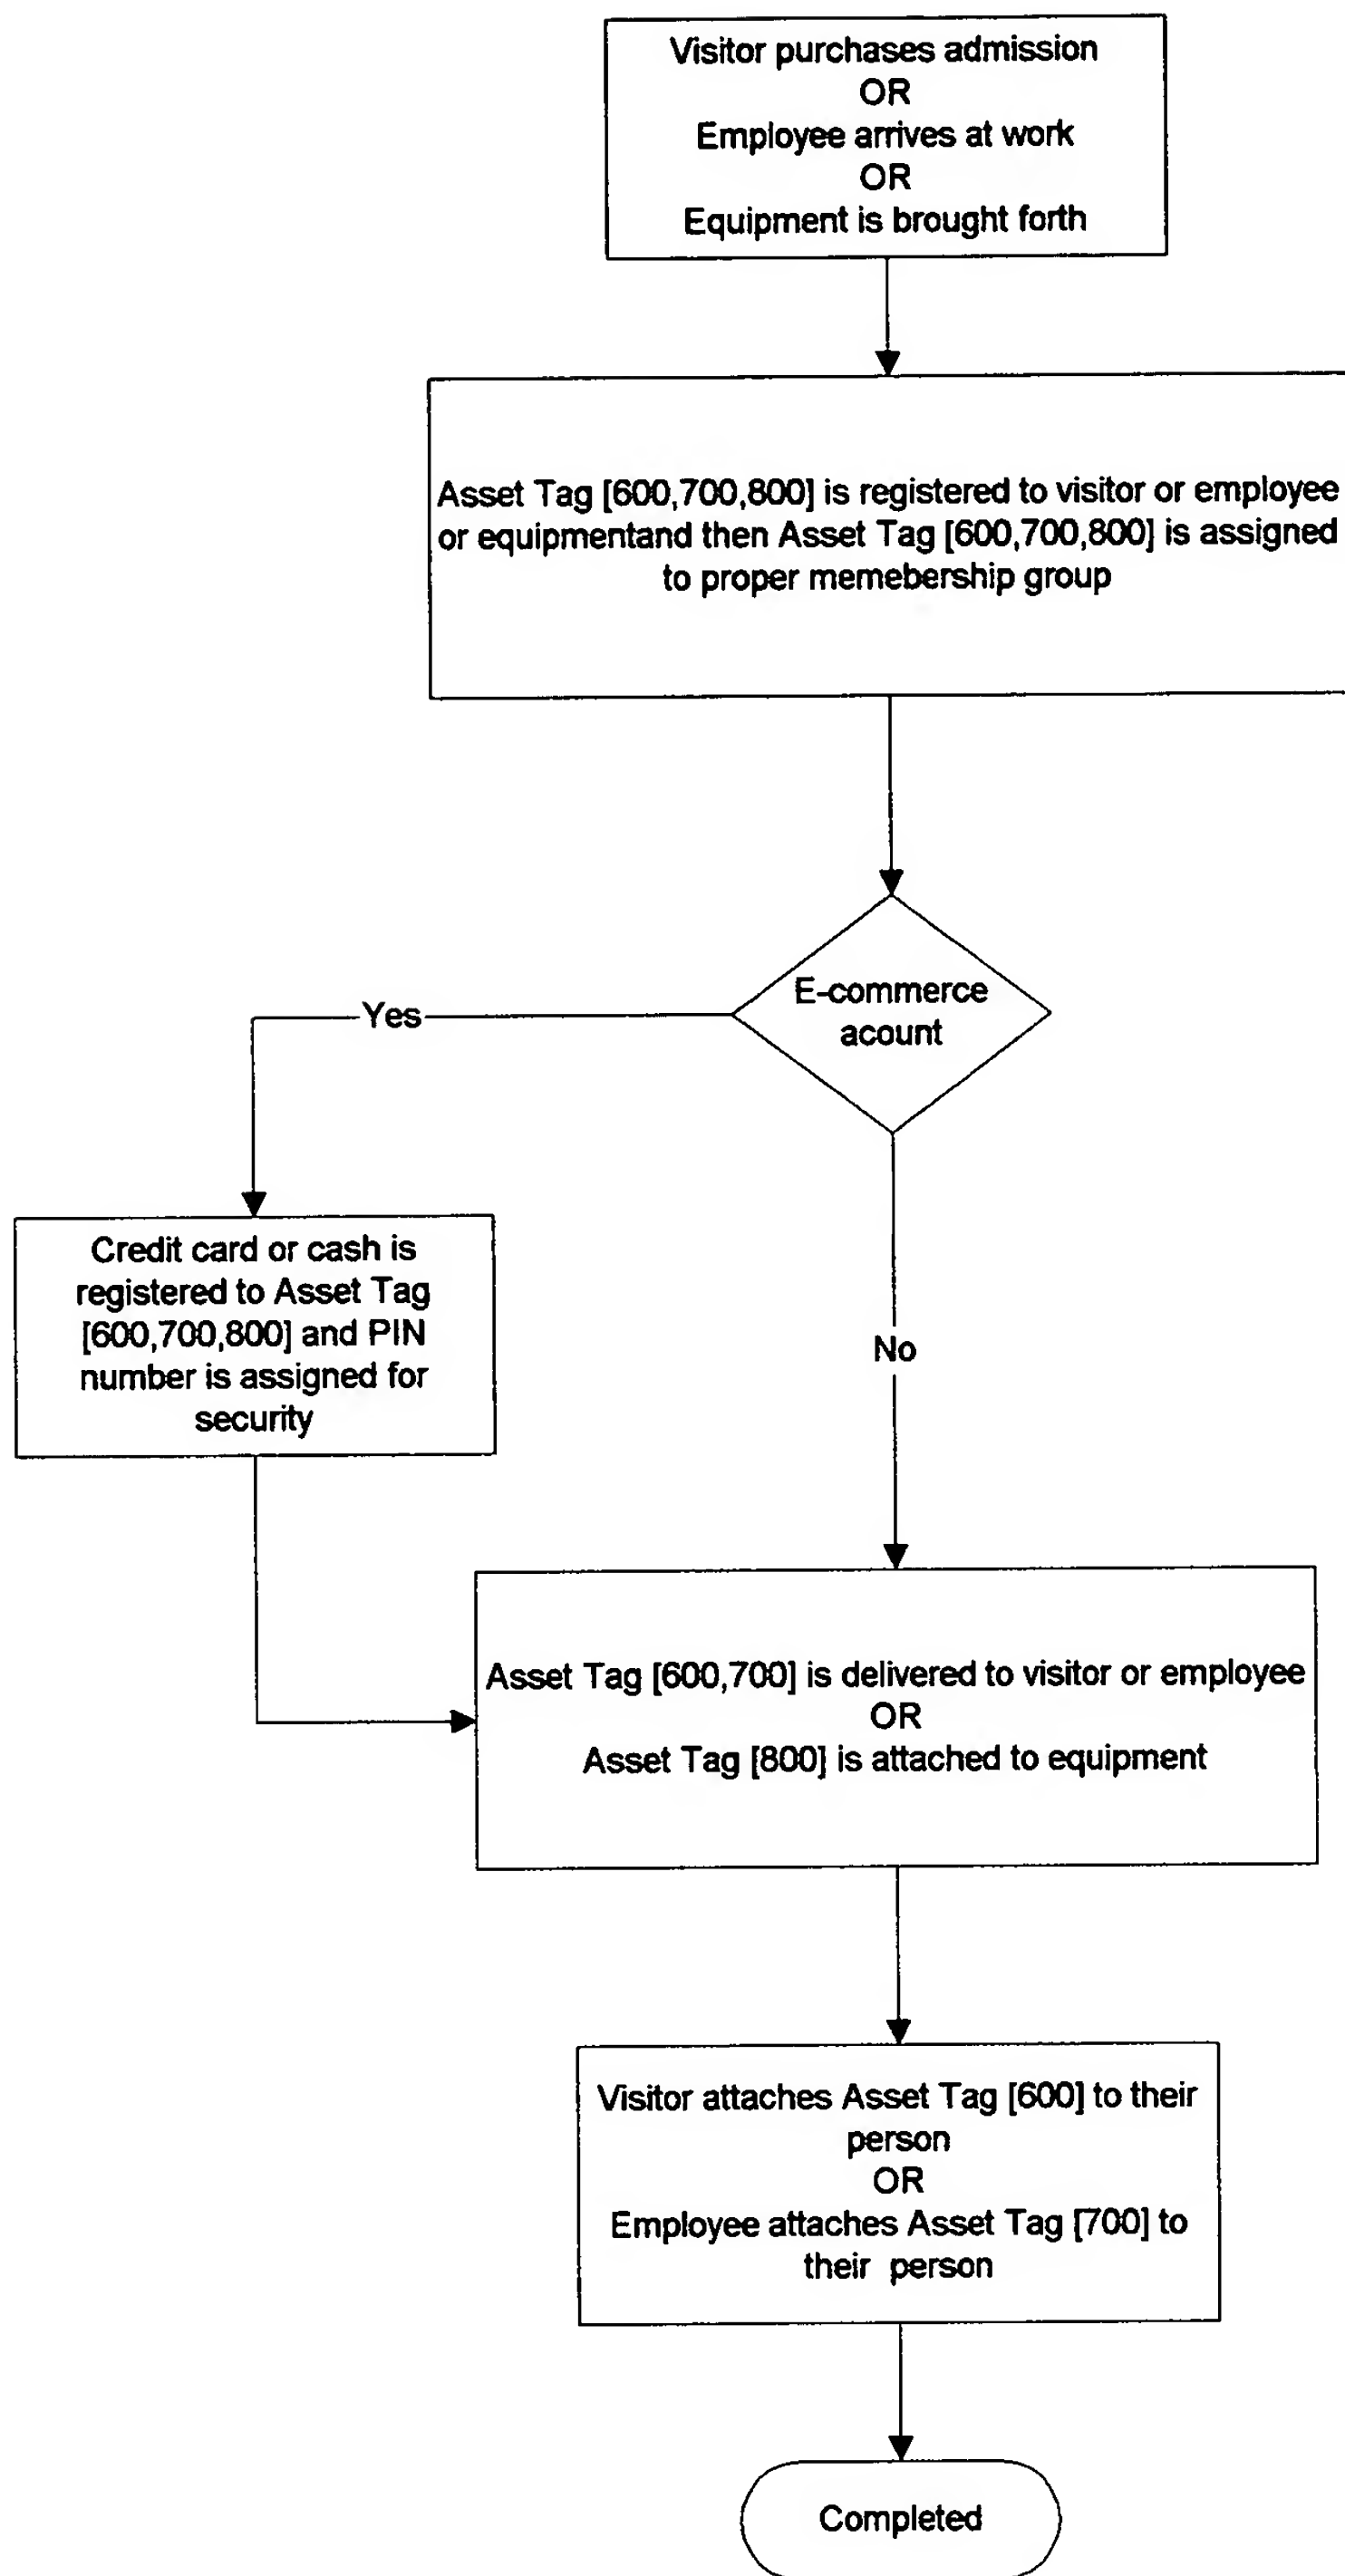 Visitor purchases admission
OR
Employee arrives at work
OR
Equipment is brought forth
Asset Tag [600,700,800] is registered to visitor or employee
or equipmentand then Asset Tag [600,700,800] is assigned
to proper memebership group
E-commerce
acount
Yes
Credit card or cash is
registered to Asset Tag
[600,700,800] and PIN
number is assigned for
security
No
Asset Tag [600,700] is delivered to visitor or employee
OR
Asset Tag [800] is attached to equipment
Visitor attaches Asset Tag [600] to their
person
OR
Employee attaches Asset Tag [700] to
their person
Completed